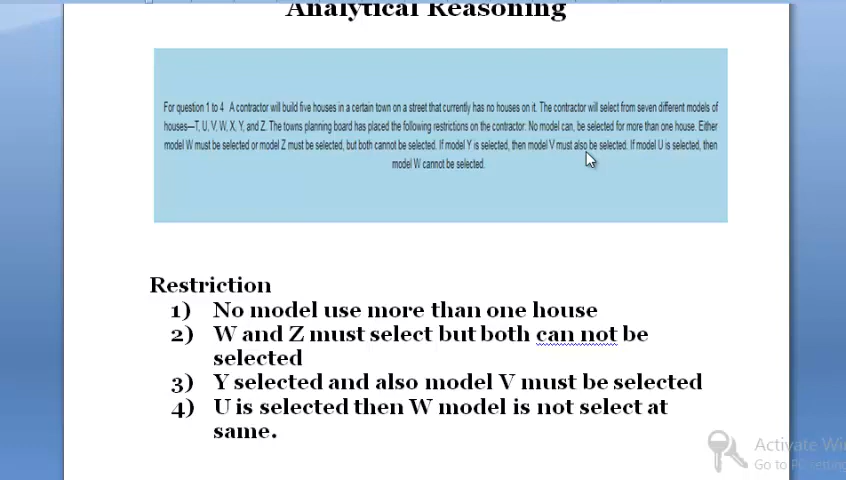 Analytical Reasoning
For question 1 to 4 A contractor will build five houses in a certain town on a street that currently has no houses on it. The contractor will select from seven different models of
houses—T, U, V, W, X, Y, and Z. The towns planning board has placed the following restrictions on the contractor: No model can, be selected for more than one house. Either
model W must be selected or model Z must be selected, but both cannot be selected. If model Y is selected, then model V must also be selected. If model U is selected, then
model W cannot be selected.
Restriction
1) No model use more than one house
2) W and Z must select but both can not be
selected
3) Y selected and also model V must be selected
4) U is selected then W model is not select at
same.
Activate Wi
Go to PC setting